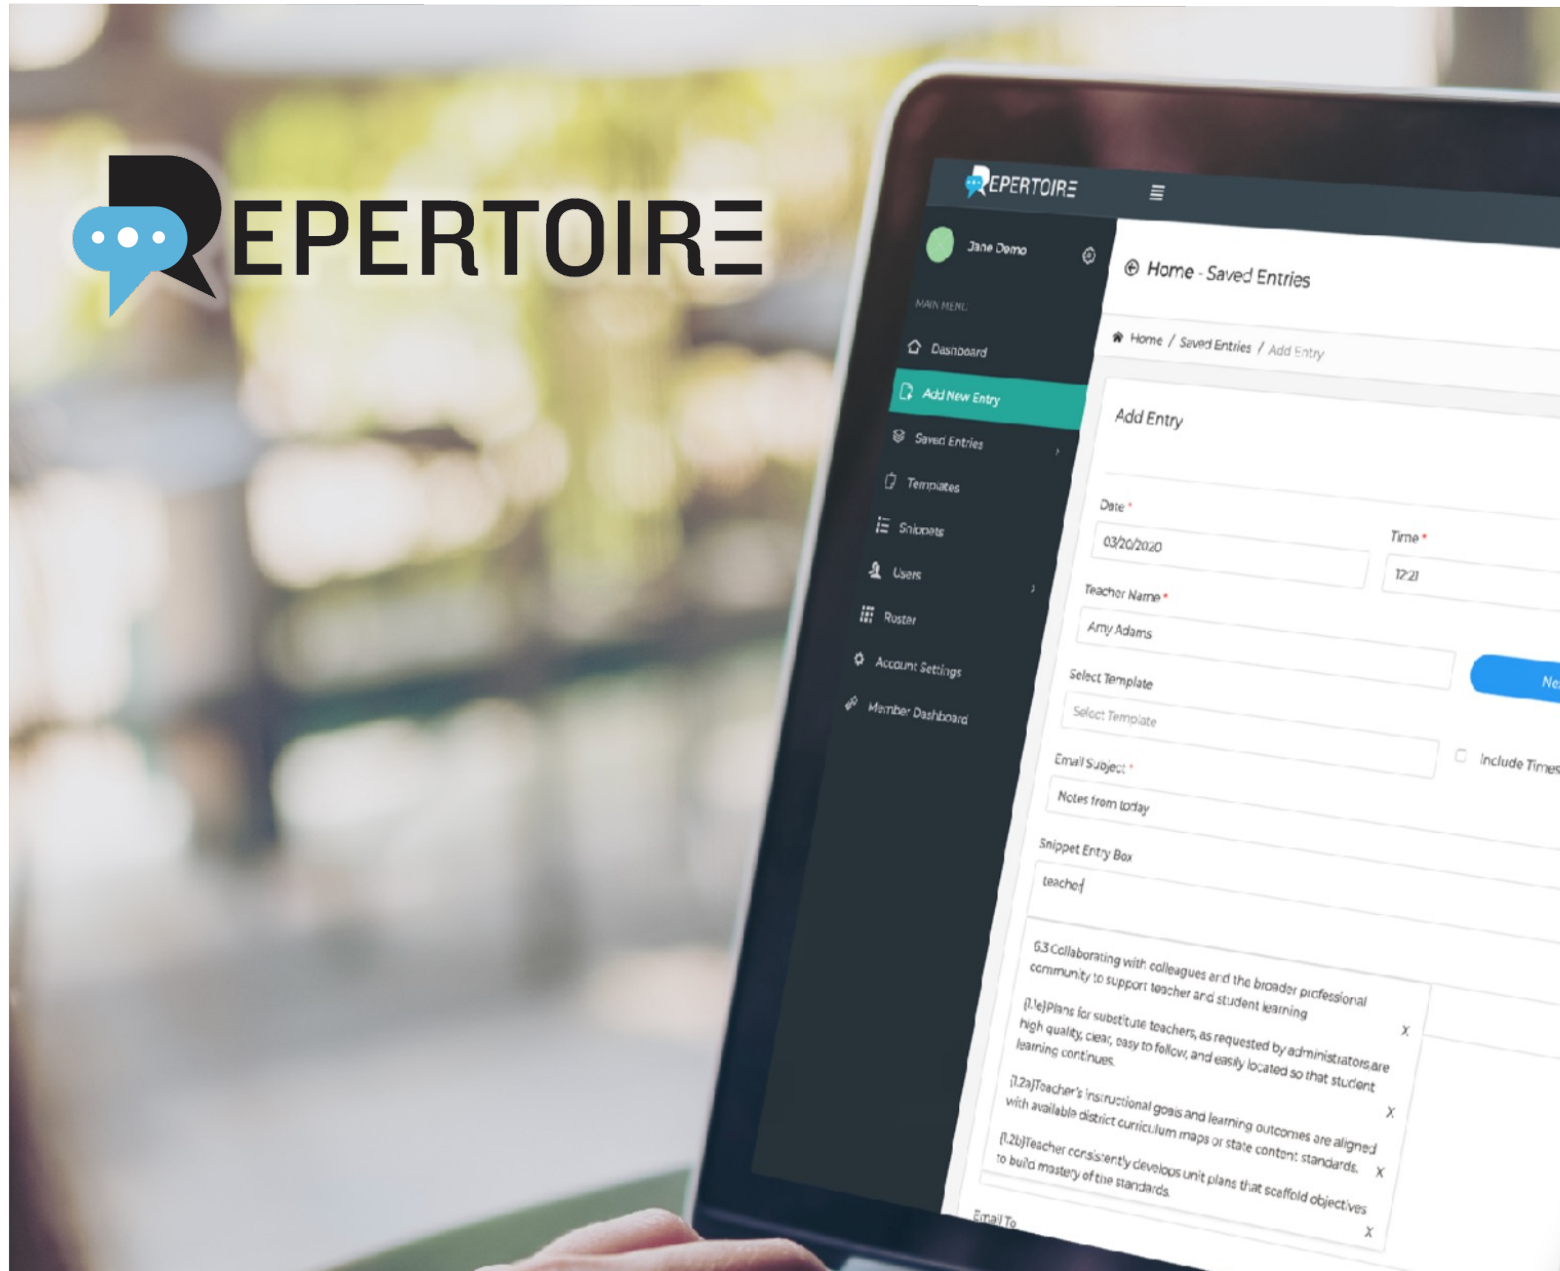 REPERTOIRE
REPERTOIRE
Jane Demo
MAIN MENU
Dashboard
Add New Entry
Saved Entries
Templates
Snippets
Users
Roster
Account Settings
Member Dashboard
Home - Saved Entries
Home / Saved Entries / Add Entry
Add Entry
Date *
Time *
03/20/2020
12:21
Teacher Name *
Amy Adams
Select Template
Select Template
Email Subject *
Notes from today
Snippet Entry Box
teacher
6.3 Collaborating with colleagues and the broader professional
community to support teacher and student learning
X
{1.1e}Plans for substitute teachers, as requested by administrators,are
high quality, clear, easy to follow, and easily located so that student
learning continues.
X
{1.2a}Teacher's instructional goals and learning outcomes are aligned
with available district curriculum maps or state content standards.
X
{1.2b}Teacher consistently develops unit plans that scaffold objectives
to build mastery of the standards.
X
Email To
Include